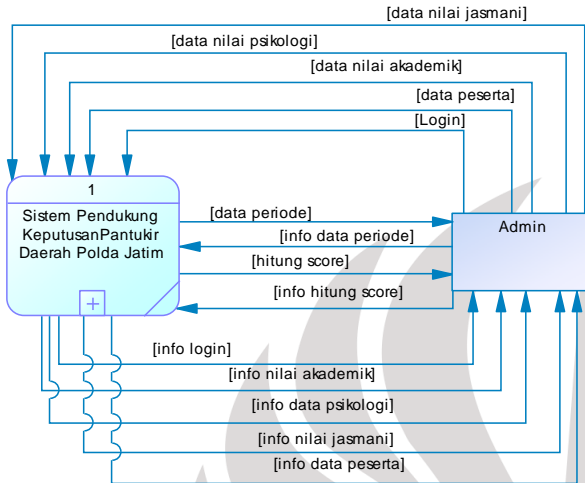 [data nilai jasmani]
[data nilai psikologi]
[data nilai akademik]
[data peserta]
[Login]
1
Sistem Pendukung
KeputusanPantukir
Daerah Polda Jatim
+
[data periode]
[info data periode]
[hitung score]
[info hitung score]
Admin
[info login]
[info nilai akademik]
[info data psikologi]
[info nilai jasmani]
[info data peserta]